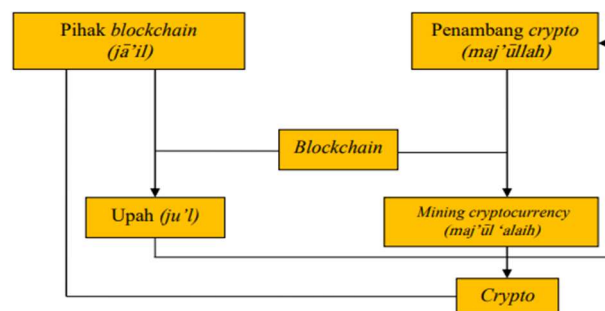 Pihak blockchain
(jā’il)
Penambang crypto
(maj’ūllah)
Blockchain
Upah (ju’l)
Mining cryptocurrency
(maj’ūl ‘alaih)
Crypto